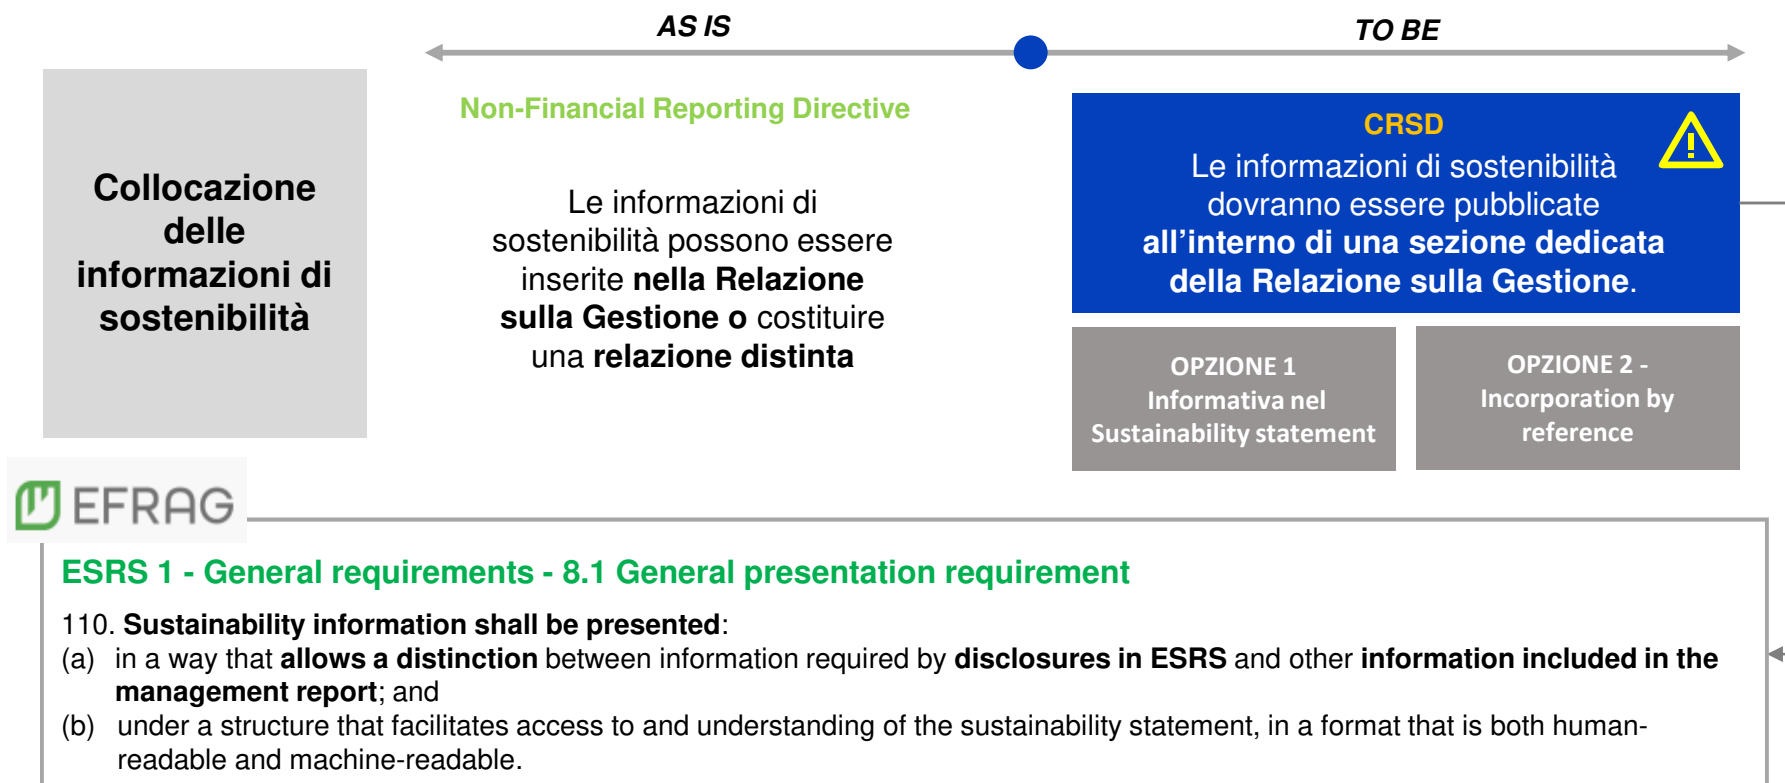 AS IS
TO BE
Collocazione
delle
informazioni di
sostenibilità
Non-Financial Reporting Directive
Le informazioni di
sostenibilità possono essere
inserite nella Relazione
sulla Gestione o costituire
una relazione distinta
CRSD
Le informazioni di sostenibilità
dovranno essere pubblicate
all’interno di una sezione dedicata
della Relazione sulla Gestione.
OPZIONE 1
Informativa nel
Sustainability statement
OPZIONE 2 -
Incorporation by
reference
EFRAG
ESRS 1 - General requirements - 8.1 General presentation requirement
110. Sustainability information shall be presented:
(a) in a way that allows a distinction between information required by disclosures in ESRS and other information included in the
management report; and
(b) under a structure that facilitates access to and understanding of the sustainability statement, in a format that is both human-
readable and machine-readable.